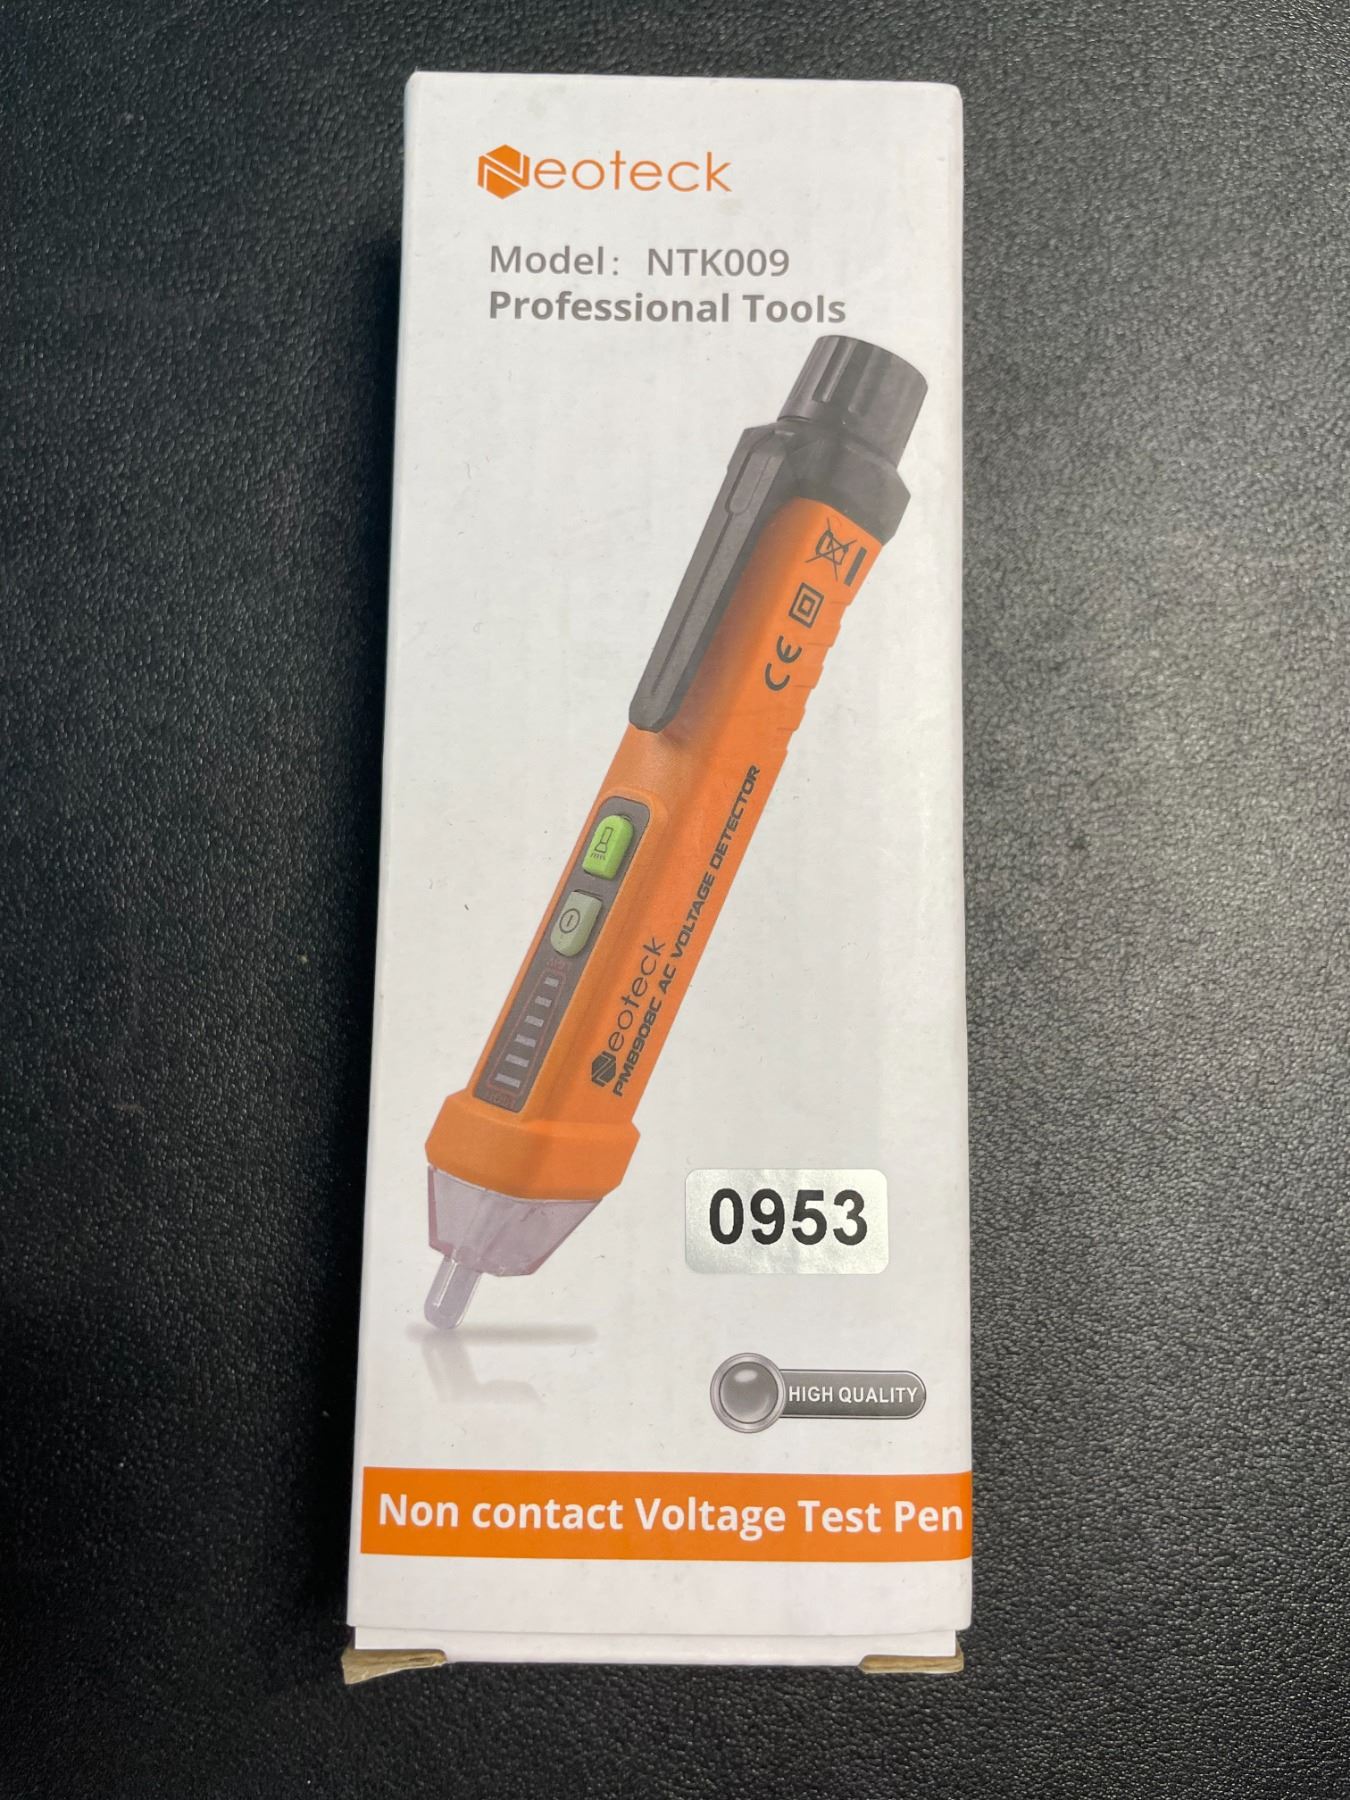 Neoteck
Model: NTK009
Professional Tools
CE
Neoteck
PM8908C AC VOLTAGE DETECTOR
0953
HIGH QUALITY
Non contact Voltage Test Pen